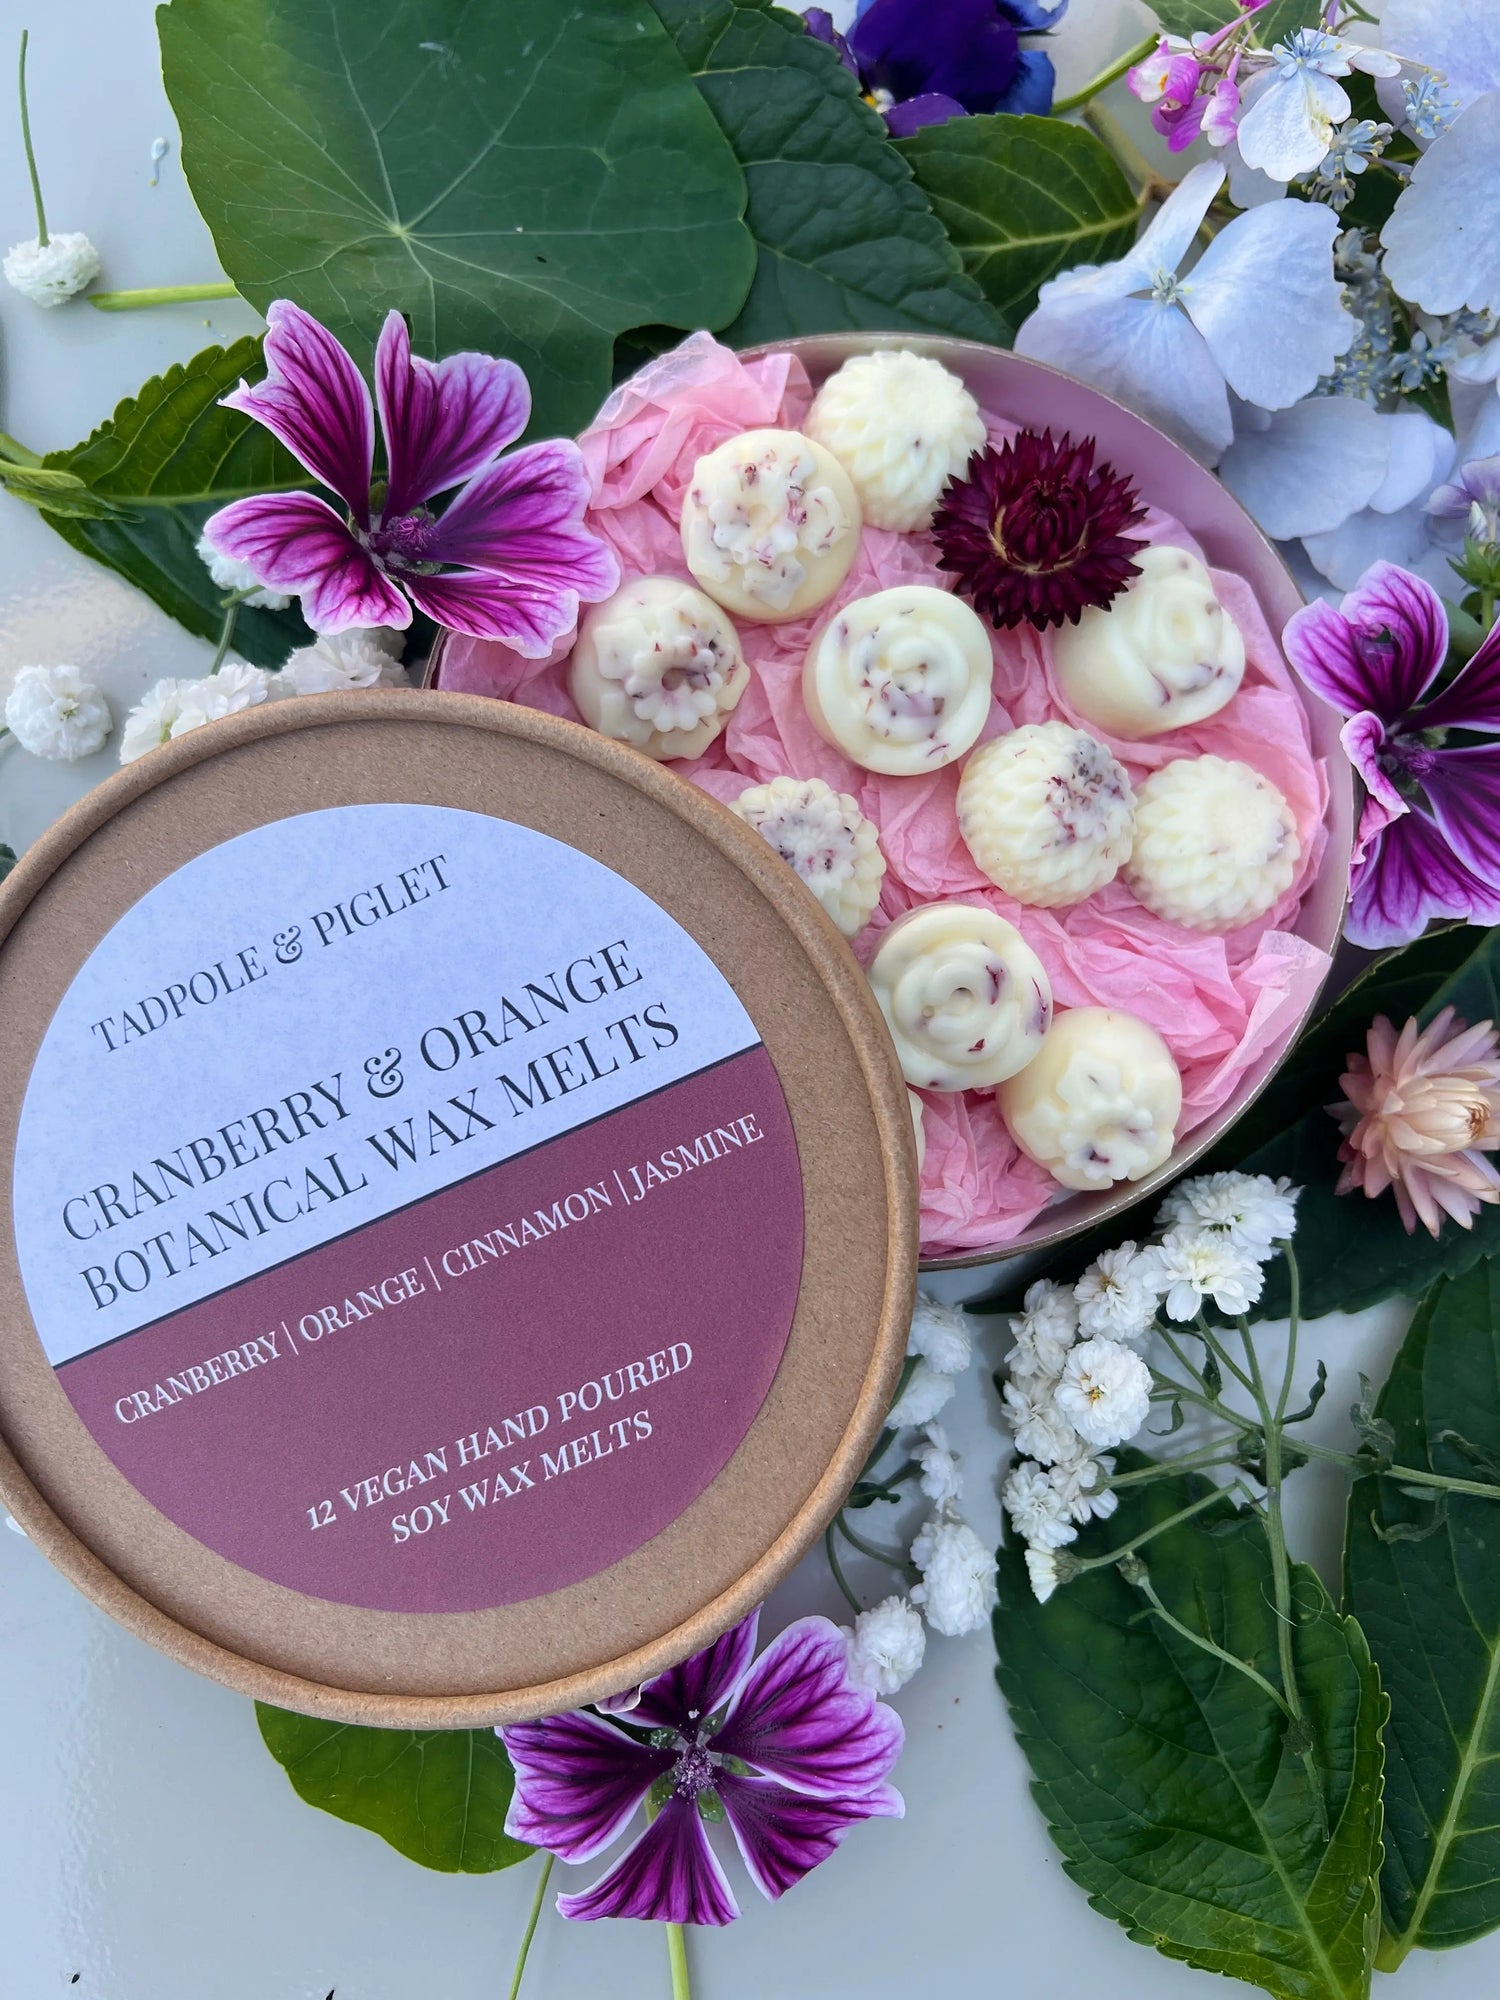 TADPOLE & PIGLET
CRANBERRY & ORANGE
BOTANICAL WAX MELTS
CRANBERRY | ORANGE | CINNAMON | JASMINE
12 VEGAN HAND POURED
SOY WAX MELTS